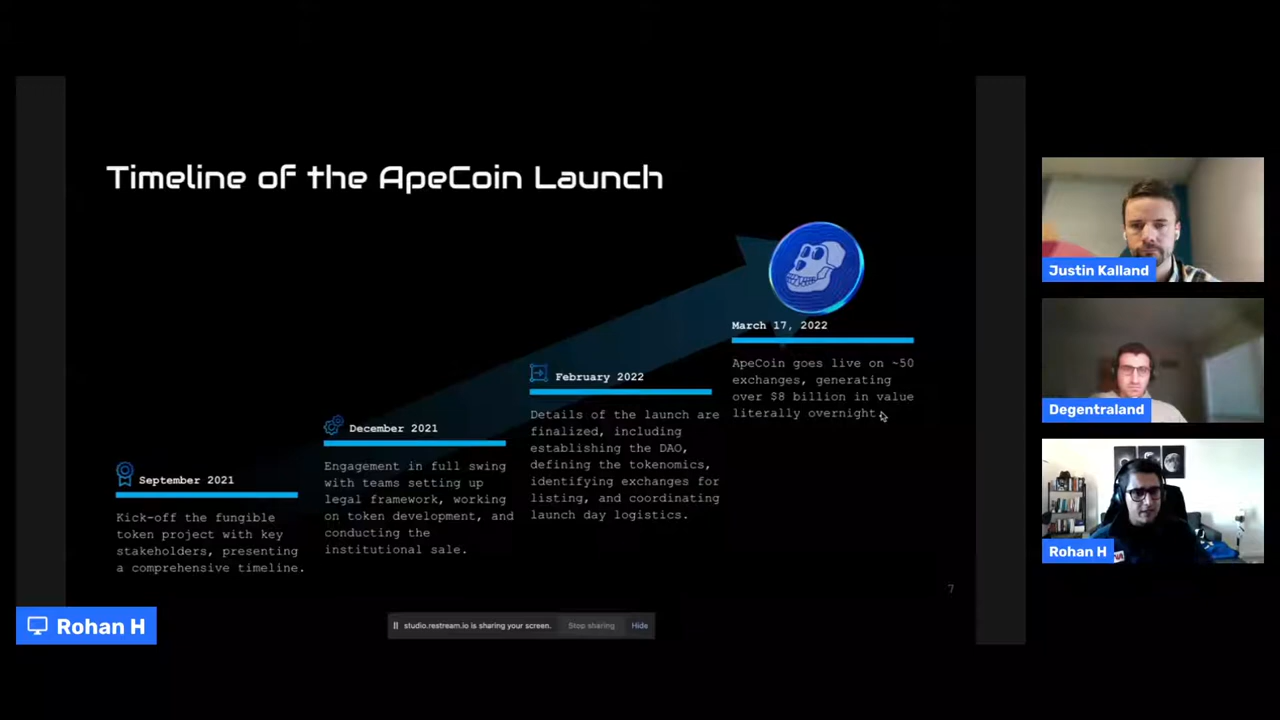 Timeline of the ApeCoin Launch
September 2021
Kick-off the fungible
token project with key
stakeholders, presenting
a comprehensive timeline.
December 2021
Engagement in full swing
with teams setting up
legal framework, working
on token development, and
conducting the
institutional sale.
February 2022
Details of the launch are
finalized, including
establishing the DAO,
defining the tokenomics,
identifying exchanges for
listing, and coordinating
launch day logistics.
March 17, 2022
ApeCoin goes live on ~50
exchanges, generating
over $8 billion in value
literally overnight.
7
Rohan H
studio.restream.io is sharing your screen. Stop sharing Hide
Justin Kalland
Degentraland
Rohan H